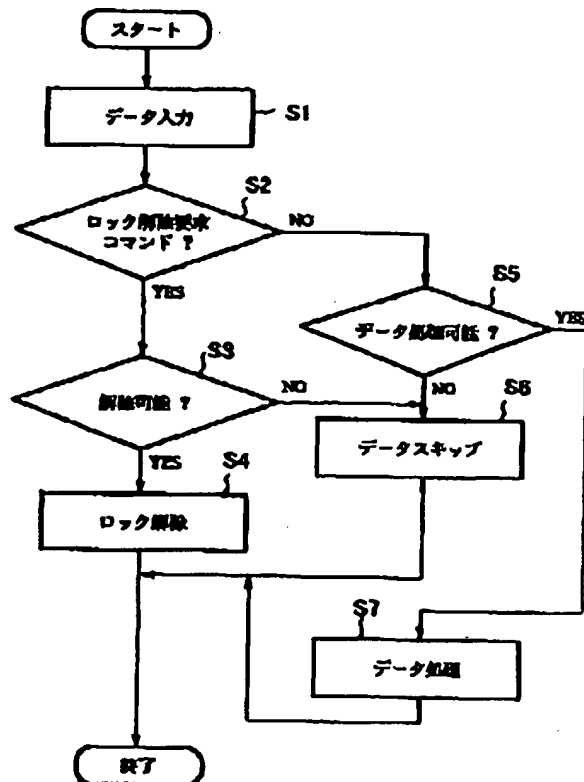 スタート
データ入力
S1
S2
ロック解除要求
コマンド ?
NO
YES
S5
データ処理可能 ?
YES
NO
S3
解除可能 ?
NO
YES
S6
データスキップ
S4
ロック解除
S7
データ処理
終了